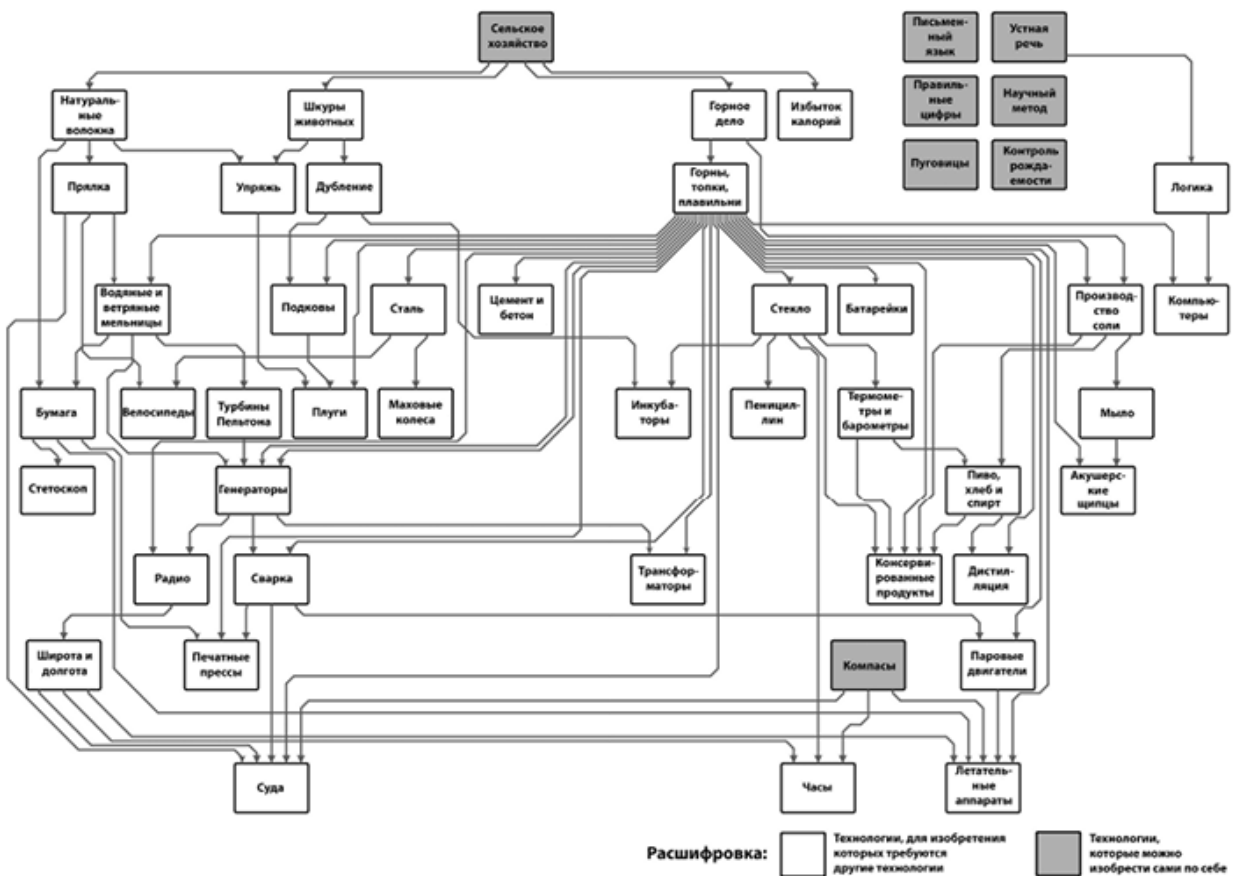 Сельское
хозяйство
Письмен-
ный
язык
Устная
речь
Натураль-
ные
волокна
Шкуры
животных
Горное
дело
Избыток
калорий
Правиль-
ные
цифры
Научный
метод
Прялка
Упряжь
Дубление
Горны,
топки,
плавильни
Пуговицы
Контроль
рождае-
емости
Логика
Водяные и
ветряные
мельницы
Подковы
Сталь
Цемент и
бетон
Стекло
Батарейки
Производ-
ство
соли
Компью-
теры
Бумага
Велосипеды
Турбины
Пельтона
Плуги
Маховые
колеса
Инкуба-
торы
Пеницил-
лин
Термоме-
тры и
барометры
Мыло
Стетоскоп
Генераторы
Пиво,
хлеб и
спирт
Акушерс-
кие
щипцы
Радио
Сварка
Трансфор-
маторы
Консерви-
рованные
продукты
Дистил-
ляция
Широта и
долгота
Печатные
прессы
Компасы
Паровые
двигатели
Суда
Часы
Летатель-
ные
аппараты
Расшифровка:
Технологии, для изобретения
которых требуются
другие технологии
Технологии,
которые можно
изобрести сами по себе